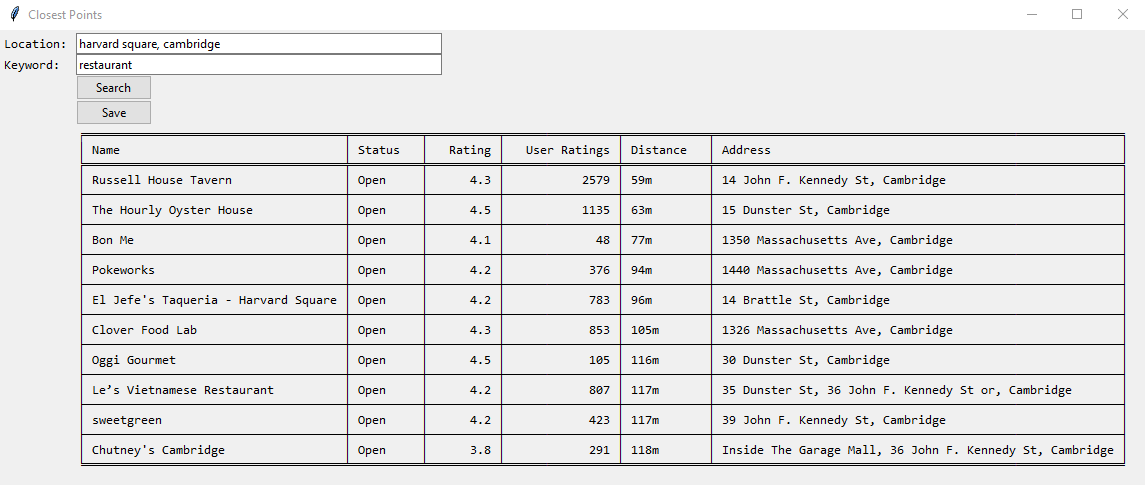 Closest Points
Location: harvard square, cambridge
Keyword: restaurant
Search
Save
Name Status Rating User Ratings Distance Address
Russell House Tavern Open 4.3 2579 59m 14 John F. Kennedy St, Cambridge
The Hourly Oyster House Open 4.5 1135 63m 15 Dunster St, Cambridge
Bon Me Open 4.1 48 77m 1350 Massachusetts Ave, Cambridge
Pokeworks Open 4.2 376 94m 1440 Massachusetts Ave, Cambridge
El Jefe's Taqueria - Harvard Square Open 4.2 783 96m 14 Brattle St, Cambridge
Clover Food Lab Open 4.3 853 105m 1326 Massachusetts Ave, Cambridge
Oggi Gourmet Open 4.5 105 116m 30 Dunster St, Cambridge
Le’s Vietnamese Restaurant Open 4.2 807 117m 35 Dunster St, 36 John F. Kennedy St or, Cambridge
sweetgreen Open 4.2 423 117m 39 John F. Kennedy St, Cambridge
Chutney's Cambridge Open 3.8 291 118m Inside The Garage Mall, 36 John F. Kennedy St, Cambridge